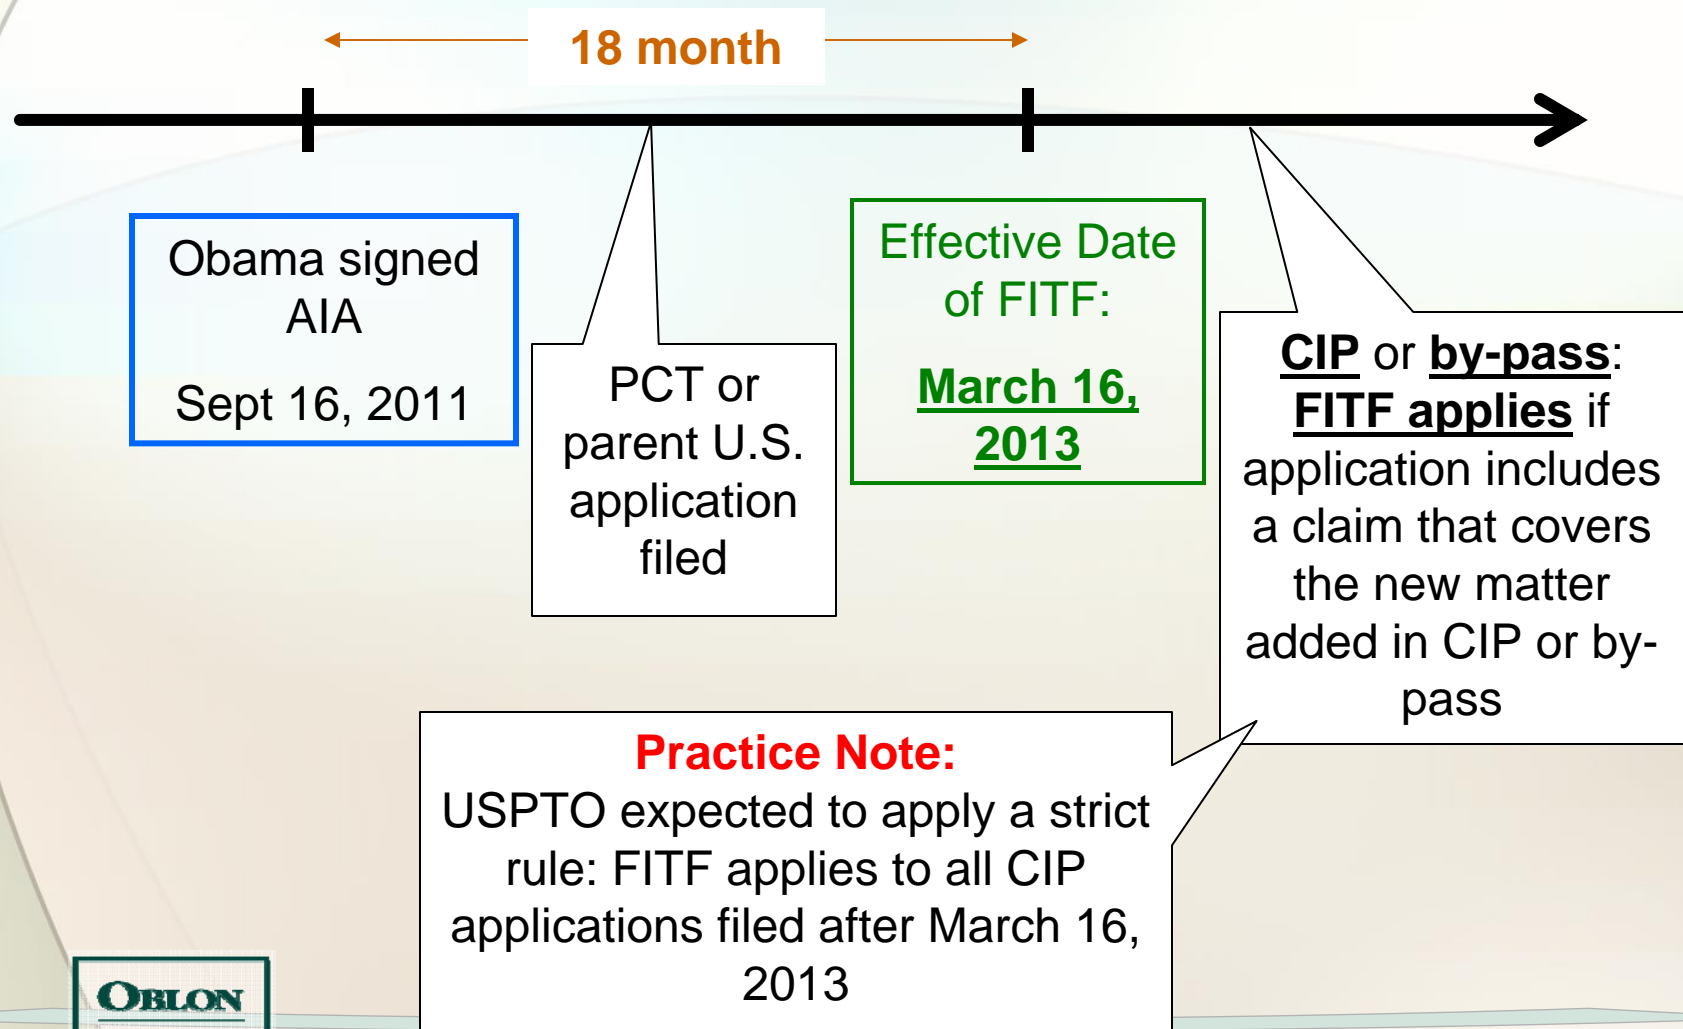 18 month
Obama signed
AIA
Sept 16, 2011
PCT or
parent U.S.
application
filed
Effective Date
of FITF:
March 16,
2013
CIP or by-pass:
FITF applies if
application includes
a claim that covers
the new matter
added in CIP or by-
pass
Practice Note:
USPTO expected to apply a strict
rule: FITF applies to all CIP
applications filed after March 16,
2013
OBLON